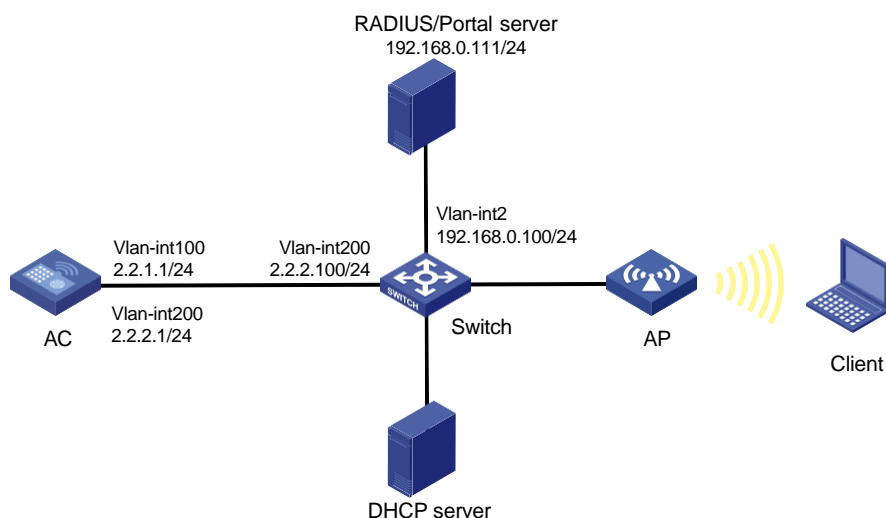 RADIUS/Portal server
192.168.0.111/24
Vlan-int2
192.168.0.100/24
Vlan-int100
2.2.1.1/24
Vlan-int200
2.2.2.100/24
Vlan-int200
2.2.2.1/24
AC
SWITCH
Switch
AP
Client
DHCP server